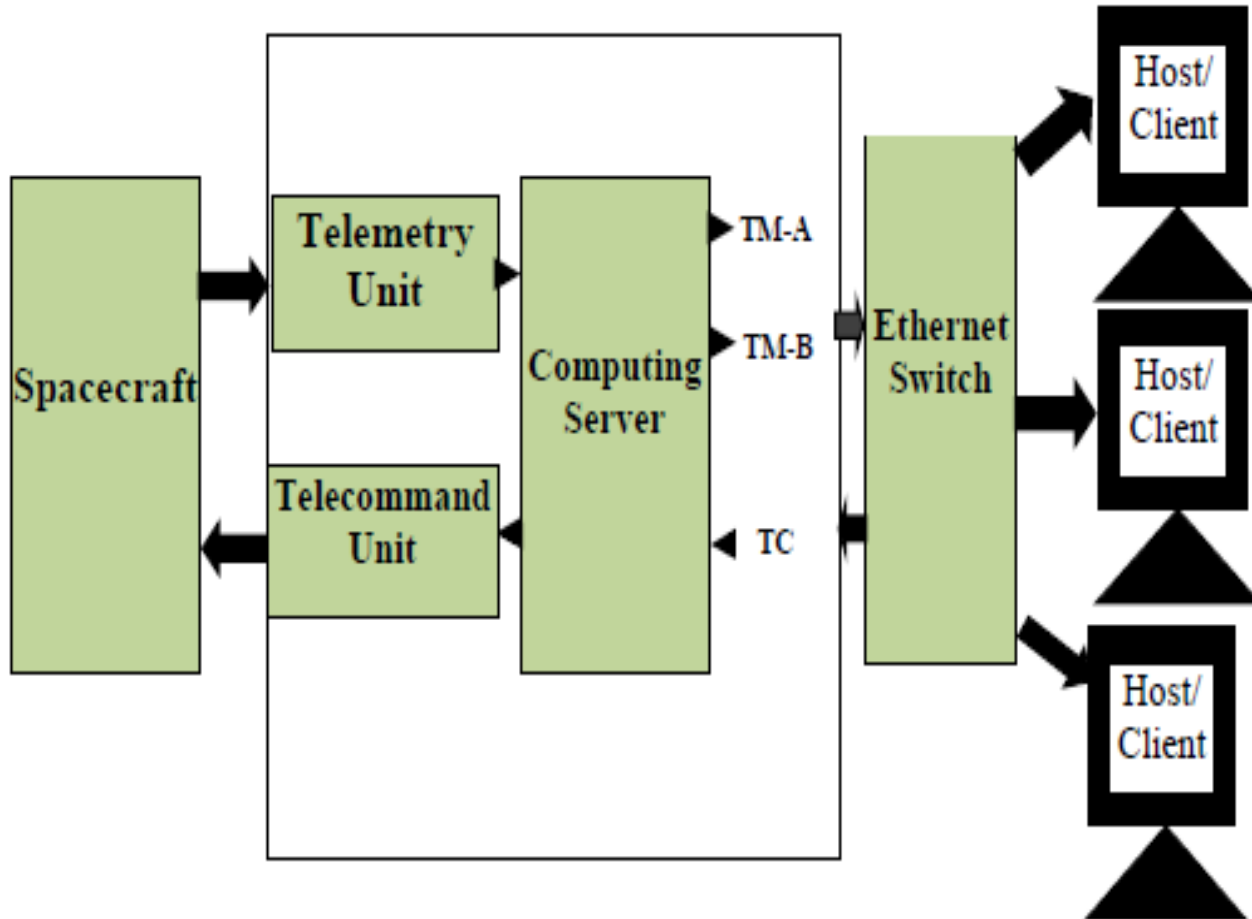 Spacecraft
Telemetry
Unit
Telecommand
Unit
Computing
Server
TM-A
TM-B
TC
Ethernet
Switch
Host/
Client
Host/
Client
Host/
Client